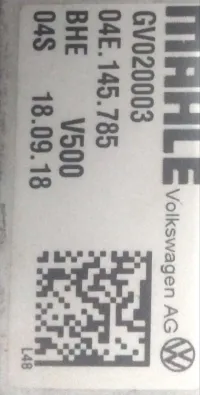 MAHLE
Volkswagen AG
GV020003
04E.145.785
BHE V500
04S 18.09.18
L48